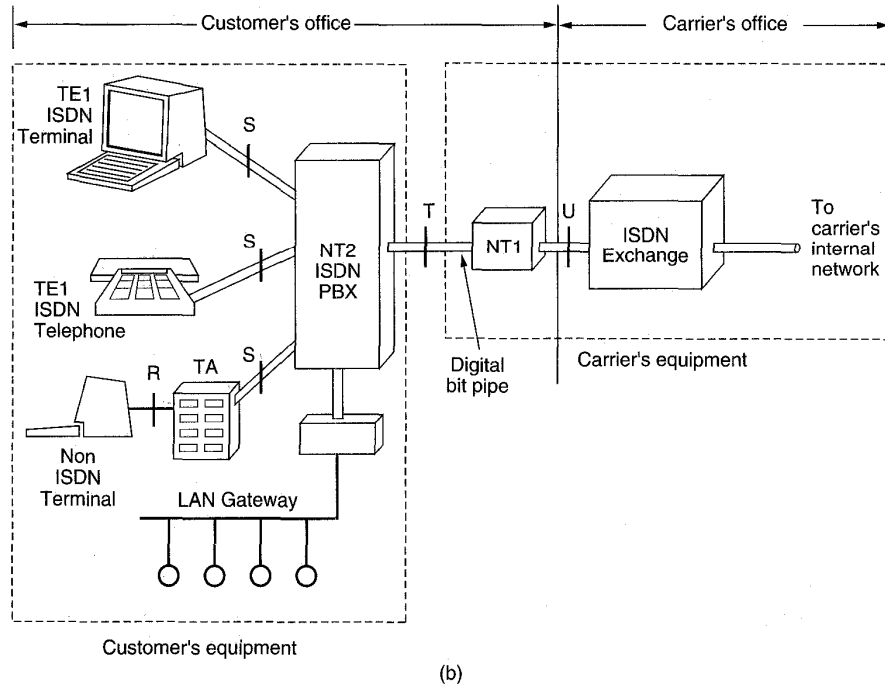 Customer's office
Carrier's office
TE1
ISDN
Terminal
S
TE1
ISDN
Telephone
S
NT2
ISDN
PBX
T
NT1
U
ISDN
Exchange
To
carrier's
internal
network
Digital
bit pipe
Carrier's equipment
R
TA
S
Non
ISDN
Terminal
LAN Gateway
Customer's equipment
(b)